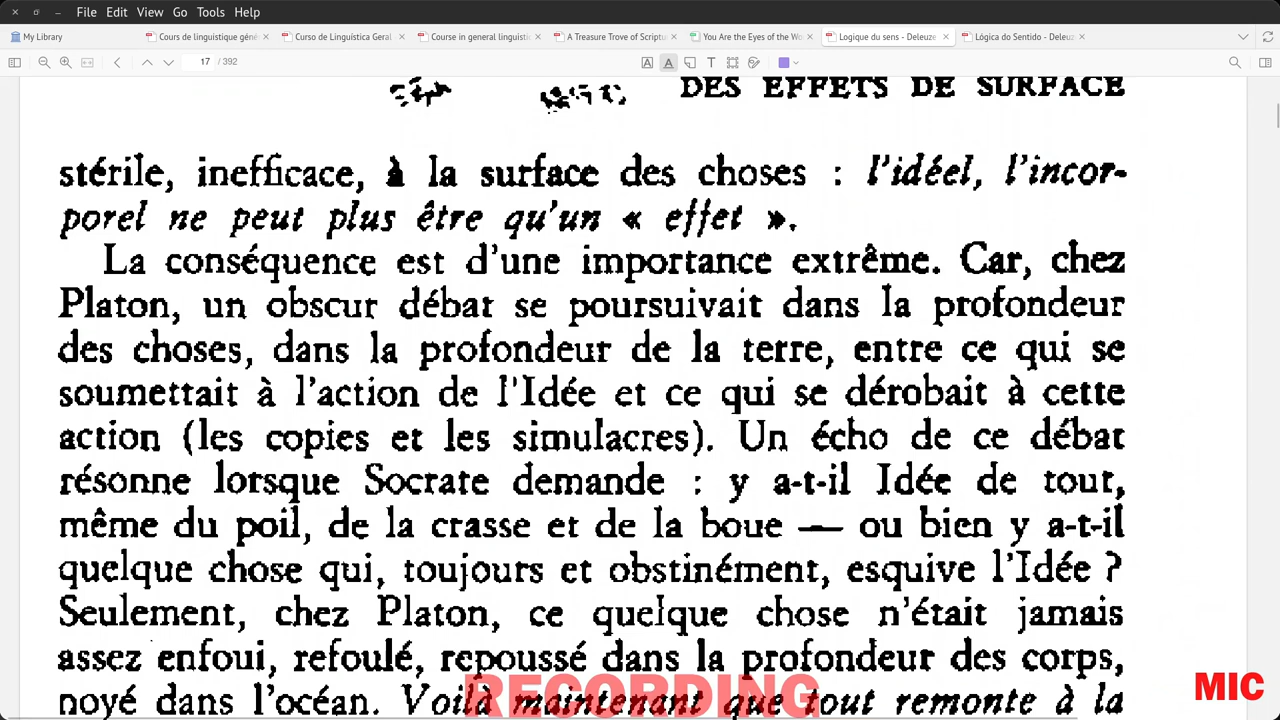 File Edit View Go Tools Help
My Library
Cours de linguistique géné
Curso de Linguística Geral
Course in general linguistic
A Treasure Trove of Scriptu
You Are the Eyes of the Wo
Logique du sens - Deleuze
Lógica do Sentido - Deleuz
17 / 392
DES EFFETS DE SURFACE
stérile, inefficace, à la surface des choses : l'idéel, l'incor-
porel ne peut plus être qu'un « effet ».
La conséquence est d'une importance extrême. Car, chez
Platon, un obscur débat se poursuivait dans la profondeur
des choses, dans la profondeur de la terre, entre ce qui se
soumettait à l'action de l'Idée et ce qui se dérobait à cette
action (les copies et les simulacres). Un écho de ce débat
résonne lorsque Socrate demande : y a-t-il Idée de tout,
même du poil, de la crasse et de la boue — ou bien y a-t-il
quelque chose qui, toujours et obstinément, esquive l'Idée ?
Seulement, chez Platon, ce quelque chose n'était jamais
assez enfoui, refoulé, repoussé dans la profondeur des corps,
noyé dans l'océan. Voilà maintenant que tout remonte à la
RECORDING
MIC